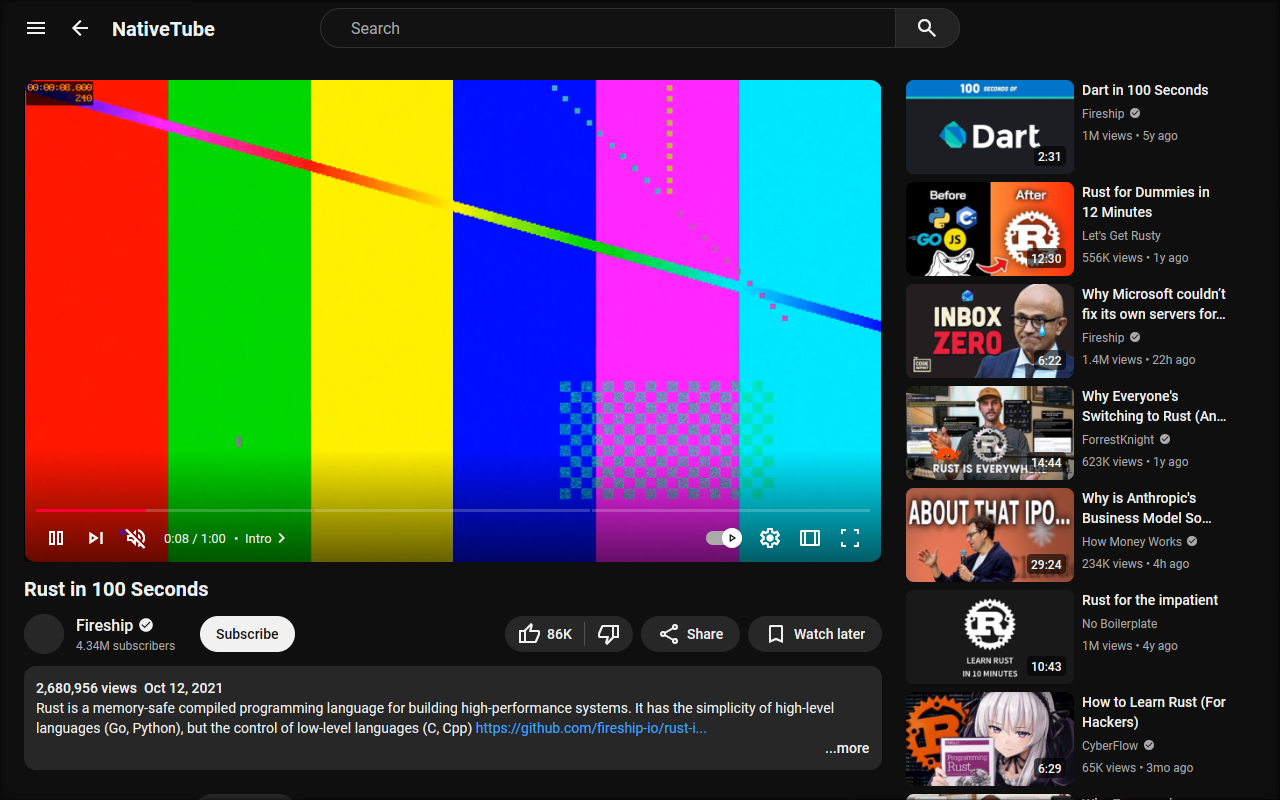 NativeTube
Search
00:00:08.000
240
0:08 / 1:00 • Intro
Rust in 100 Seconds
Fireship
4.34M subscribers
Subscribe
86K
Share
Watch later
2,680,956 views Oct 12, 2021
Rust is a memory-safe compiled programming language for building high-performance systems. It has the simplicity of high-level
languages (Go, Python), but the control of low-level languages (C, Cpp) https://github.com/fireship-io/rust-i...
...more
100 SECONDS OF
Dart
2:31
Dart in 100 Seconds
Fireship
1M views • 5y ago
Before
After
GO
JS
12:30
Rust for Dummies in
12 Minutes
Let's Get Rusty
556K views • 1y ago
INBOX
ZERO
CODE
REPORT
6:22
Why Microsoft couldn’t
fix its own servers for…
Fireship
1.4M views • 22h ago
RUST IS EVERYWHERE
14:44
Why Everyone's
Switching to Rust (An…
ForrestKnight
623K views • 1y ago
ABOUT THAT IPO...
29:24
Why is Anthropic's
Business Model So…
How Money Works
234K views • 4h ago
LEARN RUST
IN 10 MINUTES
10:43
Rust for the impatient
No Boilerplate
1M views • 4y ago
Programming
Rust
6:29
How to Learn Rust (For
Hackers)
CyberFlow
65K views • 3mo ago